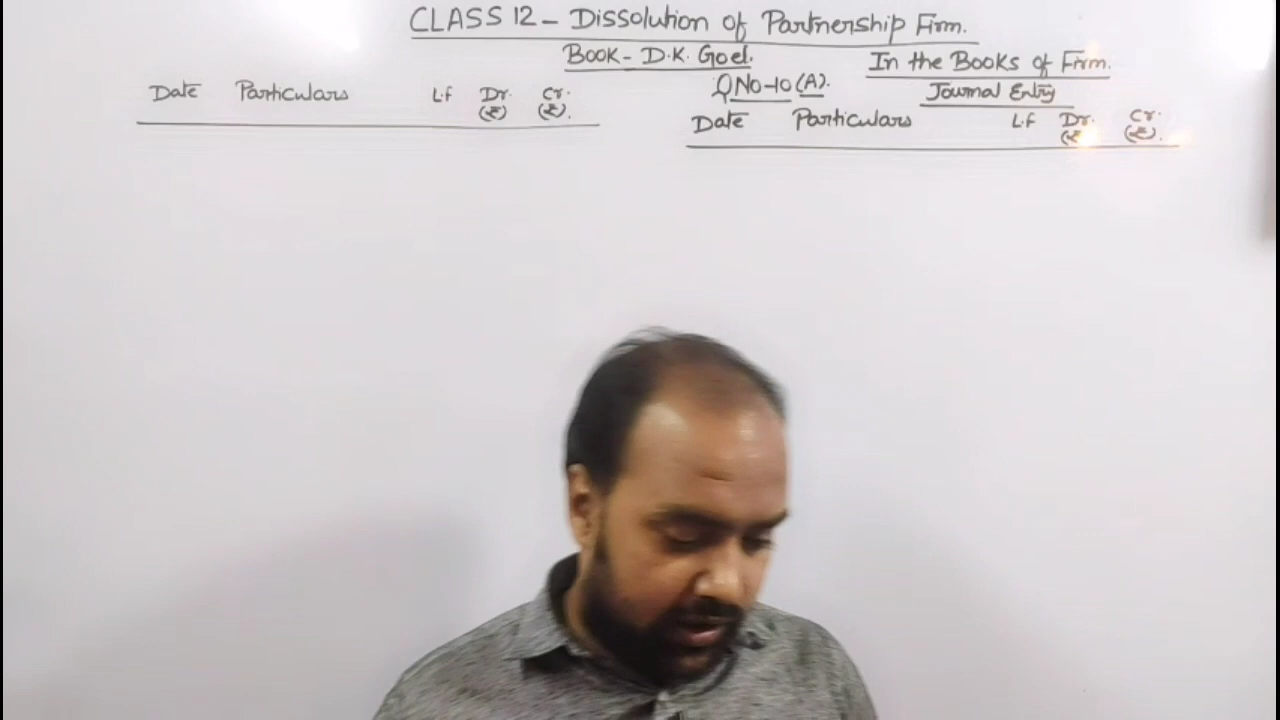 CLASS 12 - Dissolution of Partnership Firm.
Book - D.K. Goel.
In the Books of Firm.
QNo-10 (A).
Journal Entry
Date Particulars L.f Dr. (₹) Cr. (₹).
Date Particulars L.f Dr. (₹ Cr. (₹).